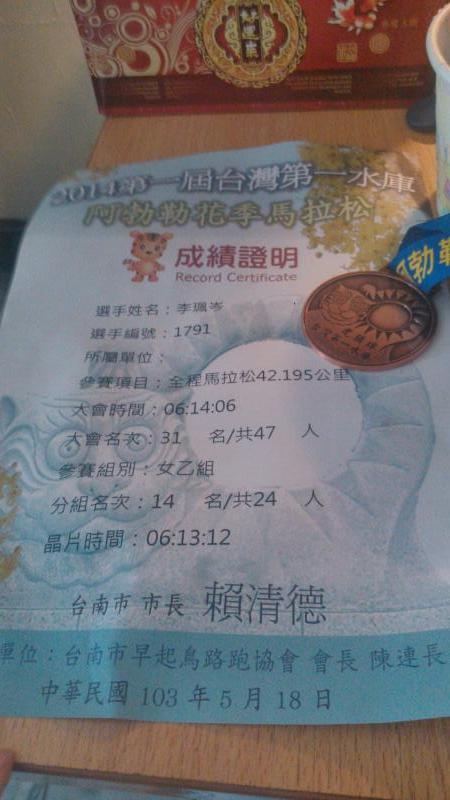 好運來
2014第一屆台灣第一水庫
阿勃勒花季馬拉松
成績證明
Record Certificate
選手姓名：李珮岑
選手編號：1791
所屬單位：
參賽項目：全程馬拉松42.195公里
大會時間：06:14:06
大會名次：31 名/共47 人
參賽組別：女乙組
分組名次：14 名/共24 人
晶片時間：06:13:12
台南市 市長 賴清德
單位：台南市早起鳥路跑協會 會長 陳連長
中華民國 103 年 5 月 18 日
勃